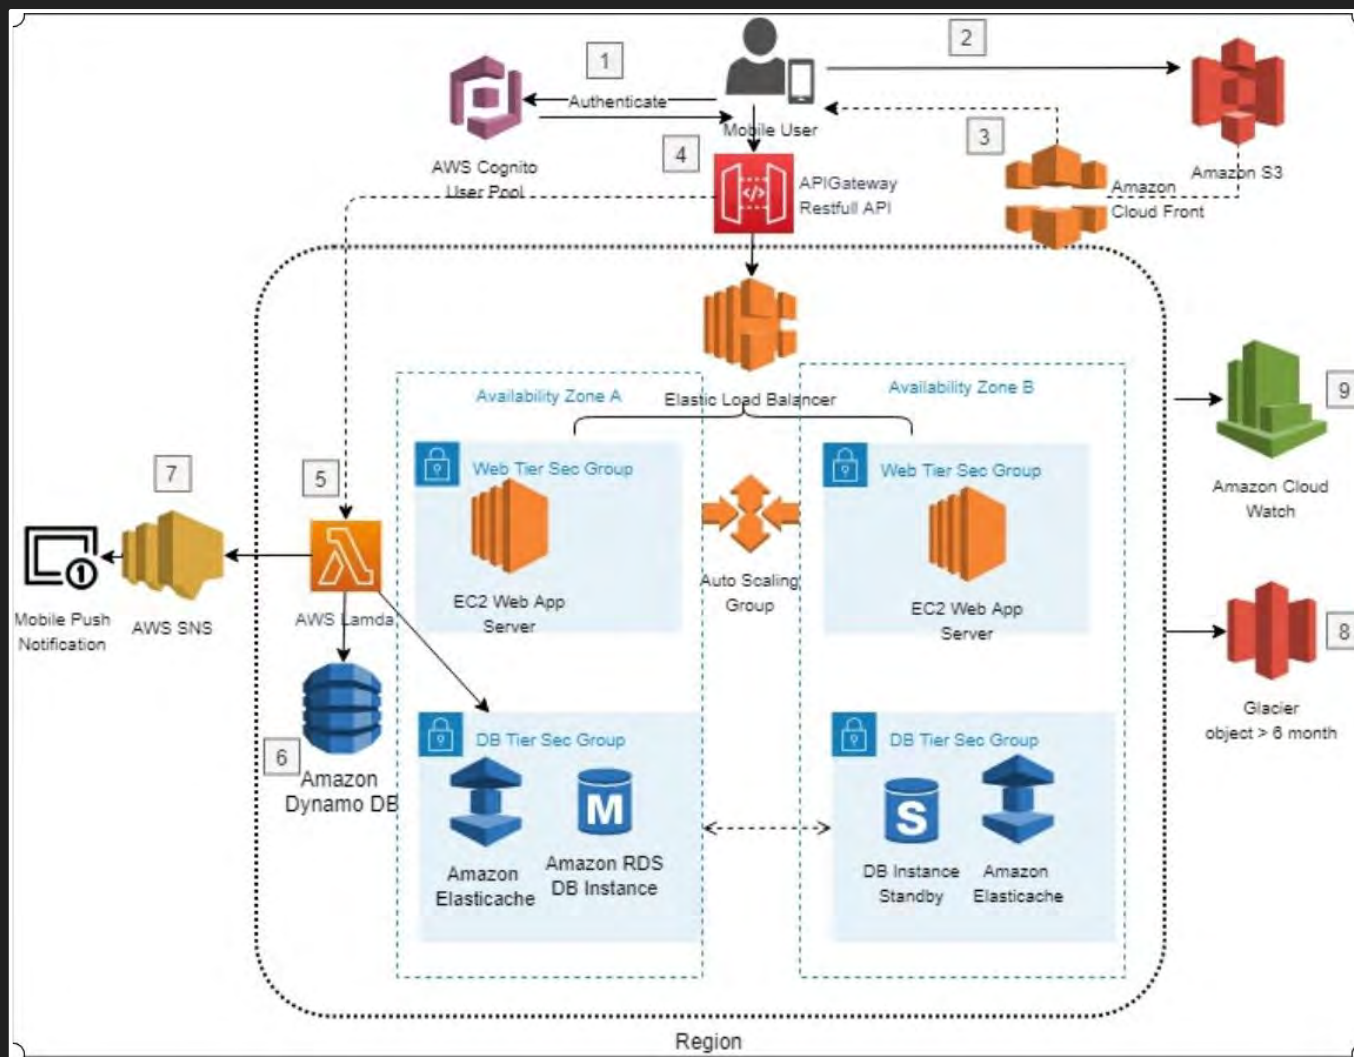 1
2
Authenticate
Mobile User
3
4
AWS Cognito
User Pool
APIGateway
Restfull API
Amazon S3
Amazon
Cloud Front
Availability Zone A
Elastic Load Balancer
Availability Zone B
9
Web Tier Sec Group
Web Tier Sec Group
Amazon Cloud
Watch
7
5
Auto Scaling
Group
EC2 Web App
Server
EC2 Web App
Server
Mobile Push
Notification
1
AWS SNS
AWS Lamda
8
Glacier
object > 6 month
6
Amazon
Dynamo DB
DB Tier Sec Group
DB Tier Sec Group
M
S
Amazon
Elasticache
Amazon RDS
DB Instance
DB Instance
Standby
Amazon
Elasticache
Region